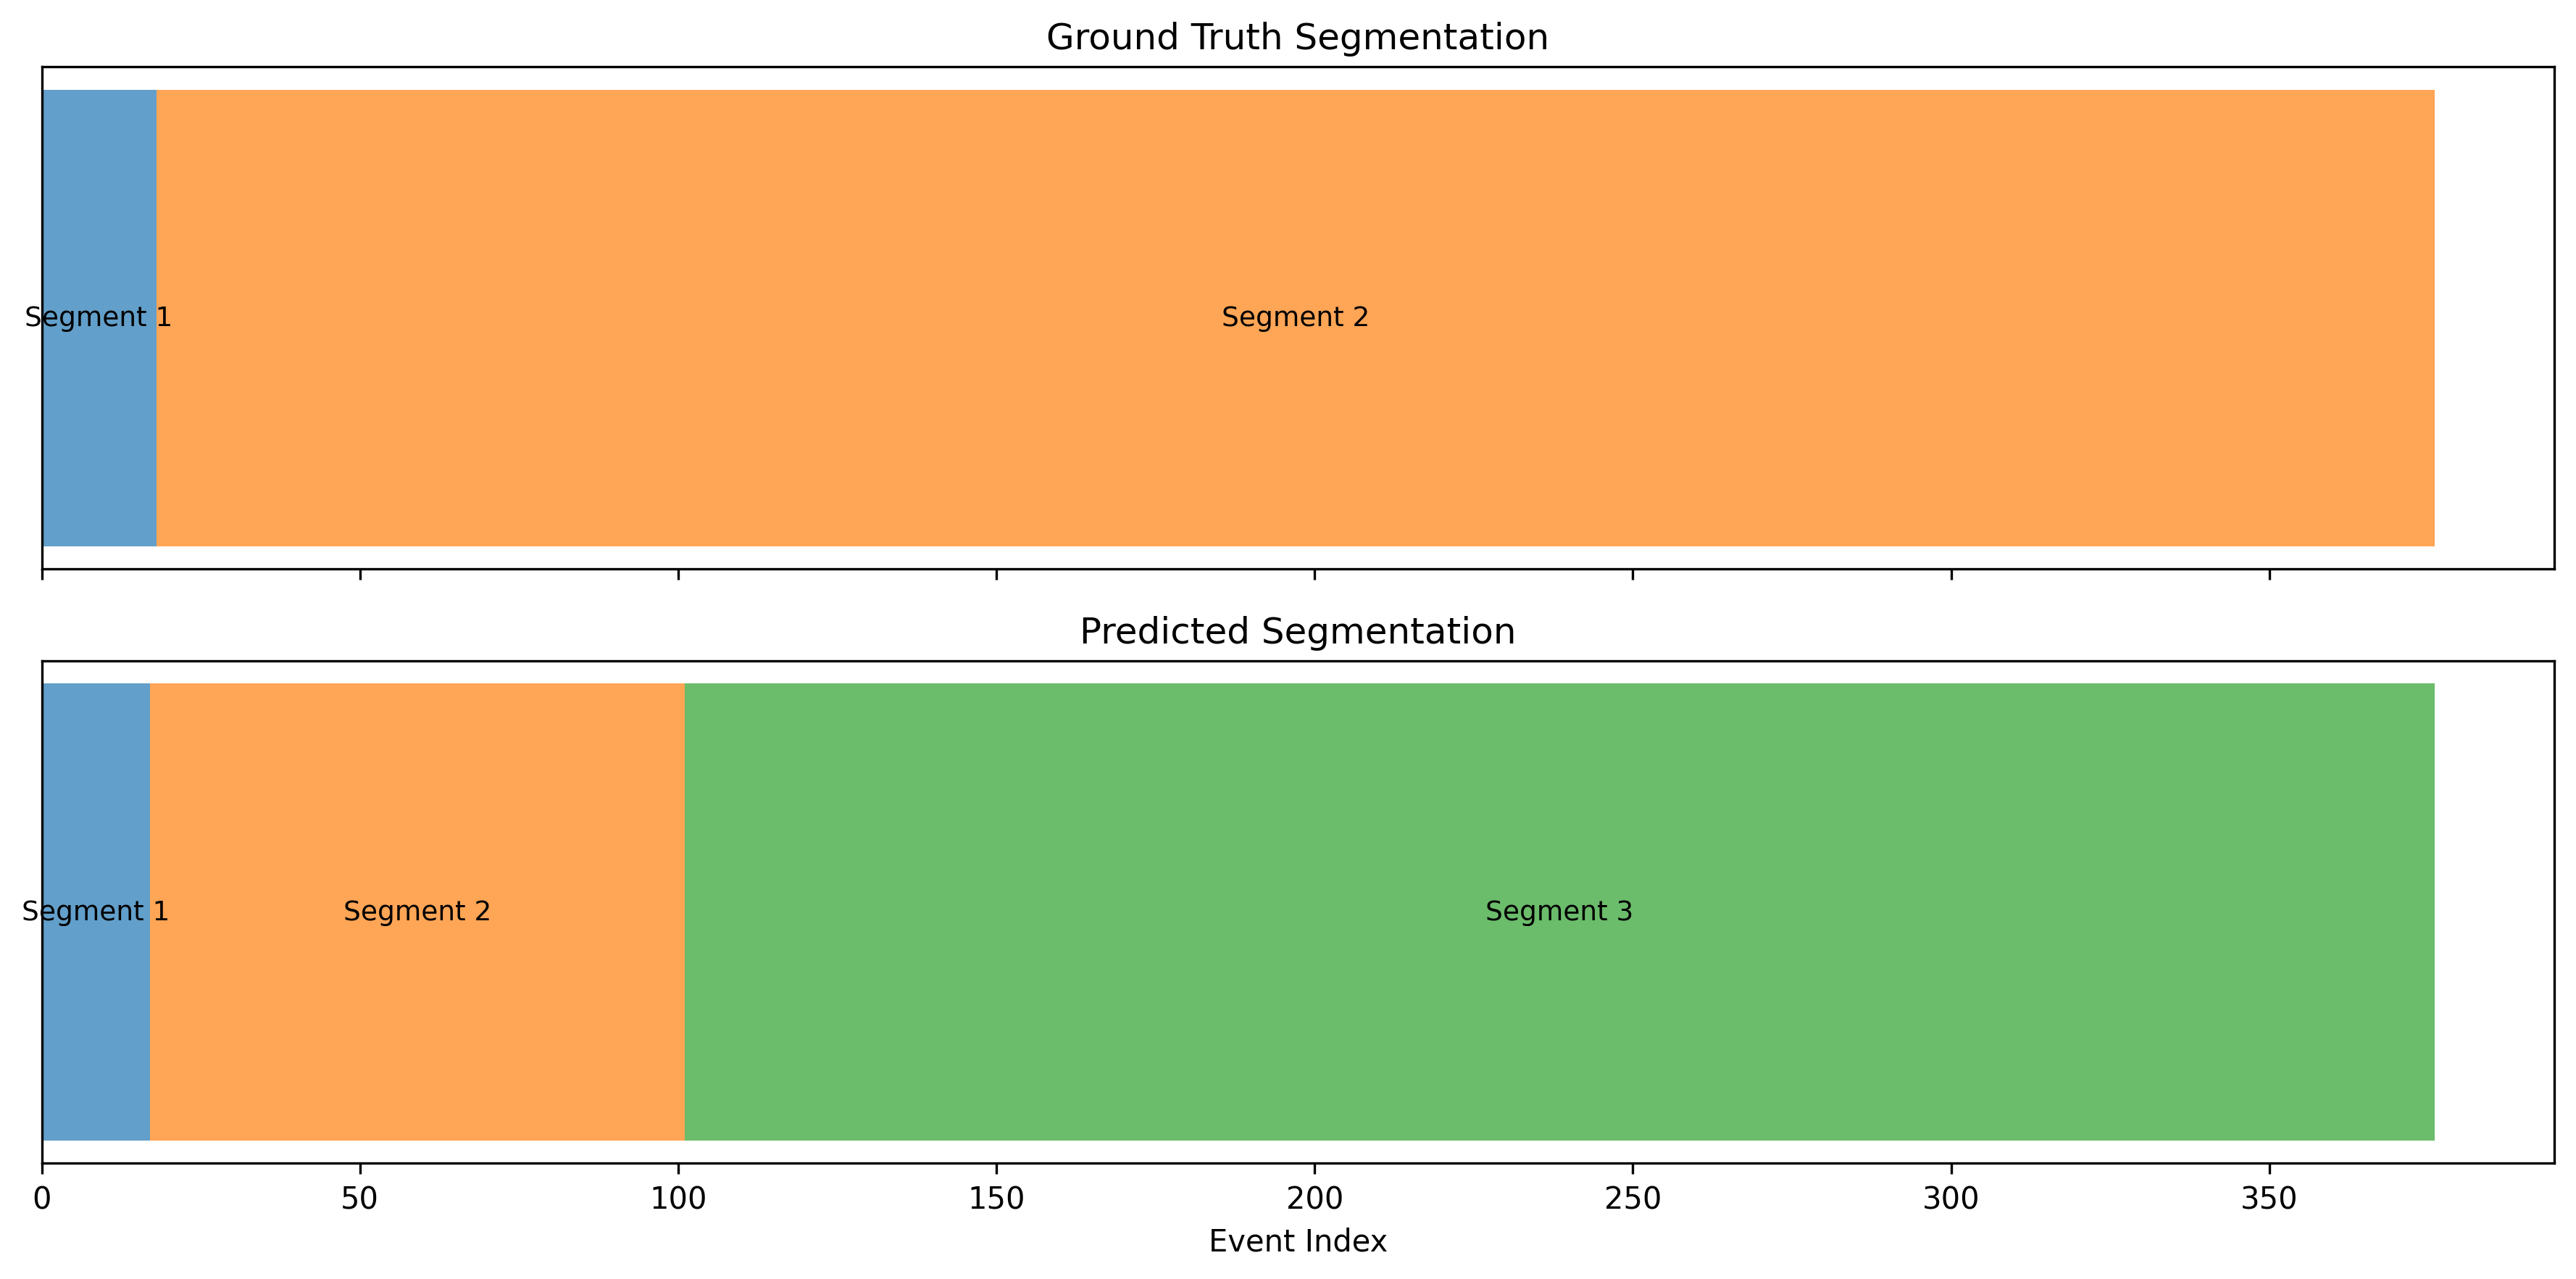 Ground Truth Segmentation
Segment 1
Segment 2
Predicted Segmentation
Segment 1
Segment 2
Segment 3
0 50 100 150 200 250 300 350
Event Index